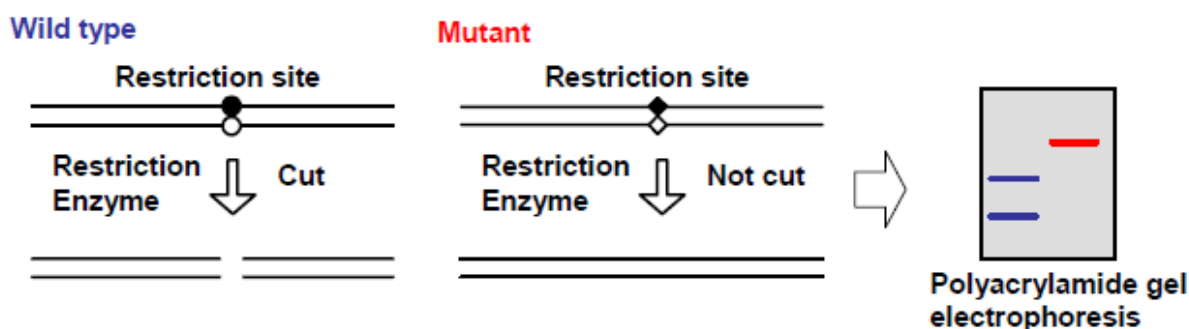 Wild type
Mutant
Restriction site
Restriction site
Restriction
Enzyme
Cut
Restriction
Enzyme
Not cut
Polyacrylamide gel
electrophoresis